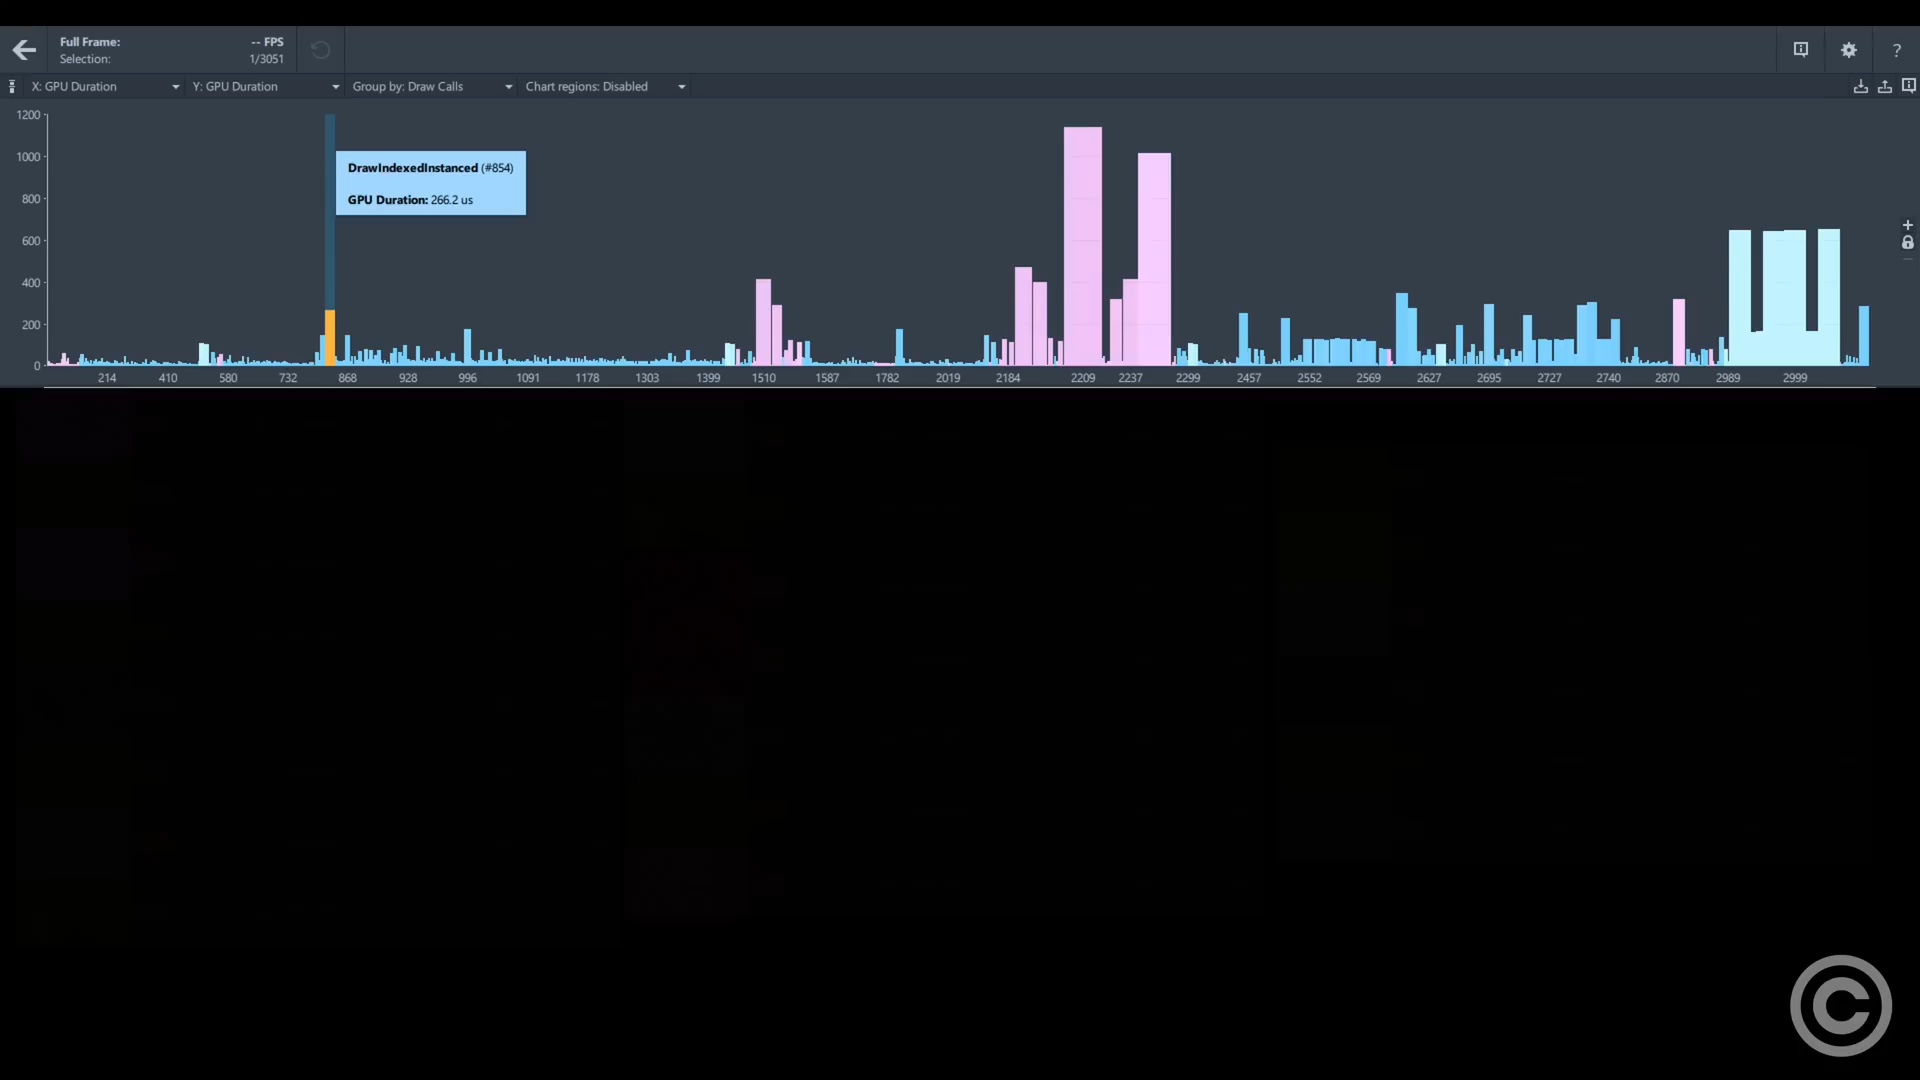 Full Frame: -- FPS
Selection: 1/3051
?
X: GPU Duration Y: GPU Duration Group by: Draw Calls Chart regions: Disabled
1200
1000
800
600
400
200
0
DrawIndexedInstanced (#854)
GPU Duration: 266.2 us
214 410 580 732 868 928 996 1091 1178 1303 1399 1510 1587 1782 2019 2184 2209 2237 2299 2457 2552 2569 2627 2695 2727 2740 2870 2989 2999
©